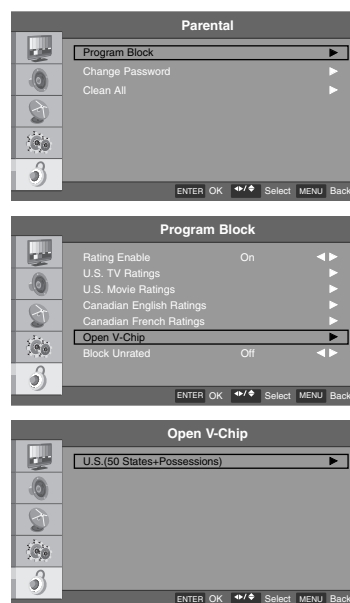 Parental
Program Block
Change Password
Clean All
ENTER OK Select MENU Back
Program Block
Rating Enable On
U.S. TV Ratings
U.S. Movie Ratings
Canadian English Ratings
Canadian French Ratings
Open V-Chip
Block Unrated Off
ENTER OK Select MENU Back
Open V-Chip
U.S.(50 States+Possessions)
ENTER OK Select MENU Back